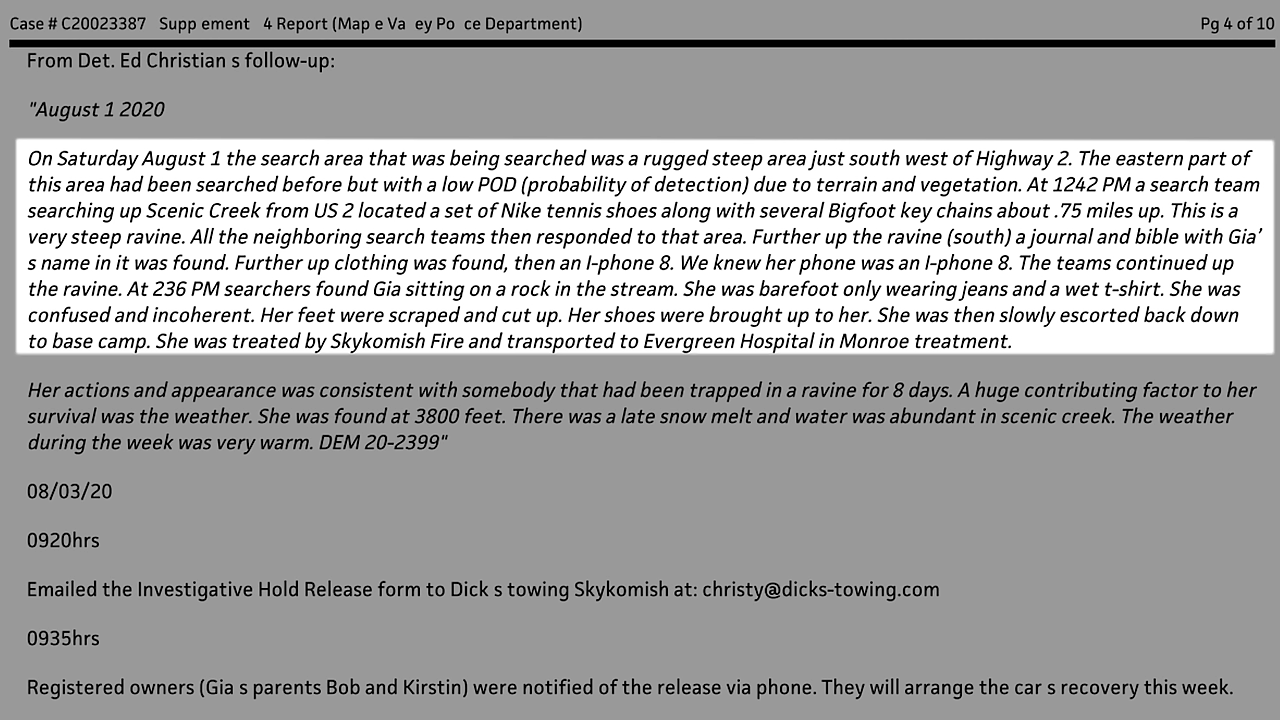 Case # C20023387 Supp ement 4 Report (Map e Va ey Po ce Department)
Pg 4 of 10
From Det. Ed Christian s follow-up:
"August 1 2020
On Saturday August 1 the search area that was being searched was a rugged steep area just south west of Highway 2. The eastern part of
this area had been searched before but with a low POD (probability of detection) due to terrain and vegetation. At 1242 PM a search team
searching up Scenic Creek from US 2 located a set of Nike tennis shoes along with several Bigfoot key chains about .75 miles up. This is a
very steep ravine. All the neighboring search teams then responded to that area. Further up the ravine (south) a journal and bible with Gia'
s name in it was found. Further up clothing was found, then an I-phone 8. We knew her phone was an I-phone 8. The teams continued up
the ravine. At 236 PM searchers found Gia sitting on a rock in the stream. She was barefoot only wearing jeans and a wet t-shirt. She was
confused and incoherent. Her feet were scraped and cut up. Her shoes were brought up to her. She was then slowly escorted back down
to base camp. She was treated by Skykomish Fire and transported to Evergreen Hospital in Monroe treatment.
Her actions and appearance was consistent with somebody that had been trapped in a ravine for 8 days. A huge contributing factor to her
survival was the weather. She was found at 3800 feet. There was a late snow melt and water was abundant in scenic creek. The weather
during the week was very warm. DEM 20-2399"
08/03/20
0920hrs
Emailed the Investigative Hold Release form to Dick s towing Skykomish at: christy@dicks-towing.com
0935hrs
Registered owners (Gia s parents Bob and Kirstin) were notified of the release via phone. They will arrange the car s recovery this week.